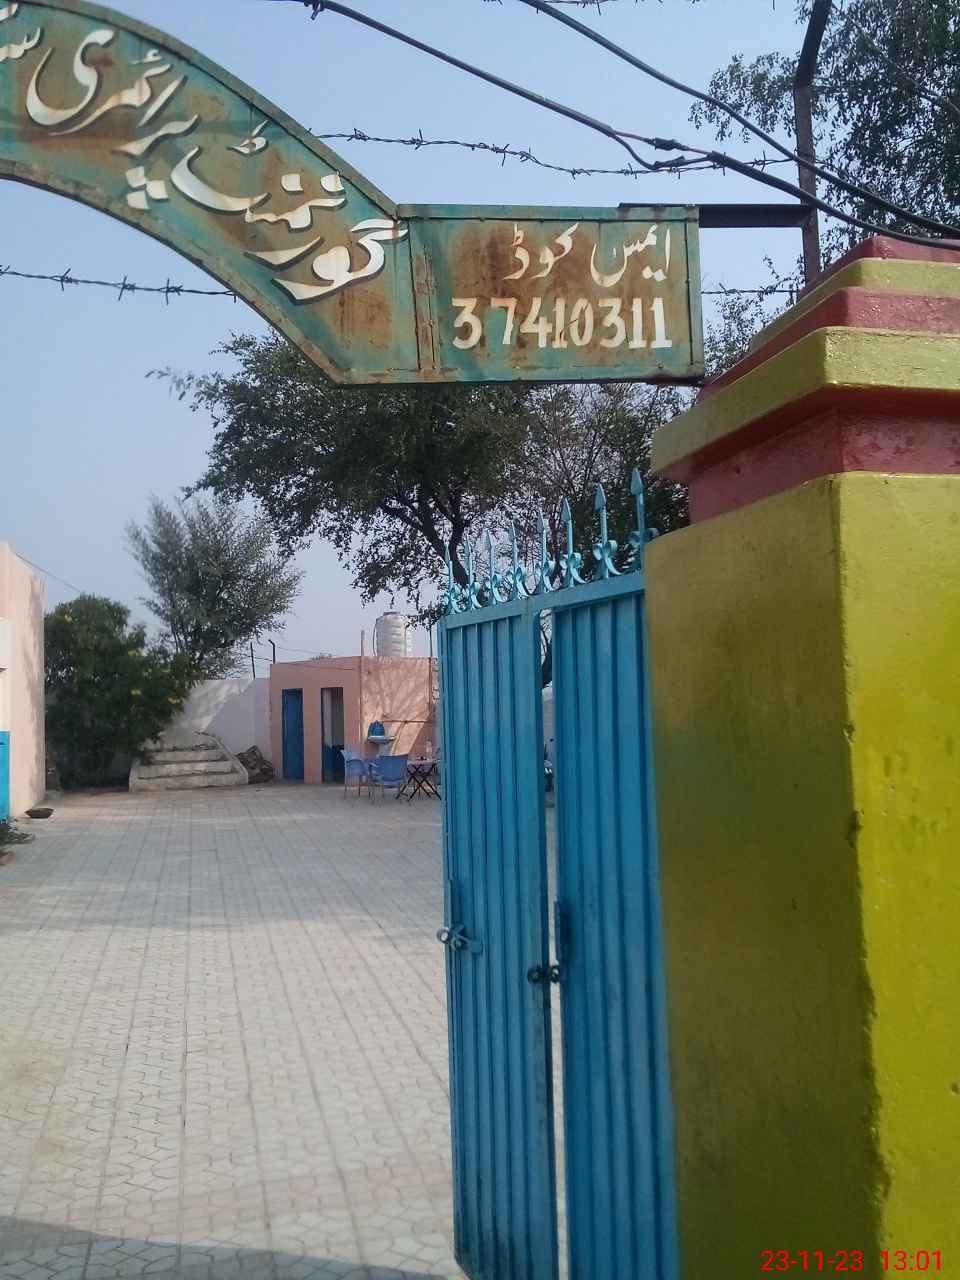 گورنمنٹ پرائمری
ایمس کوڈ
37410311
23-11-23 13:01